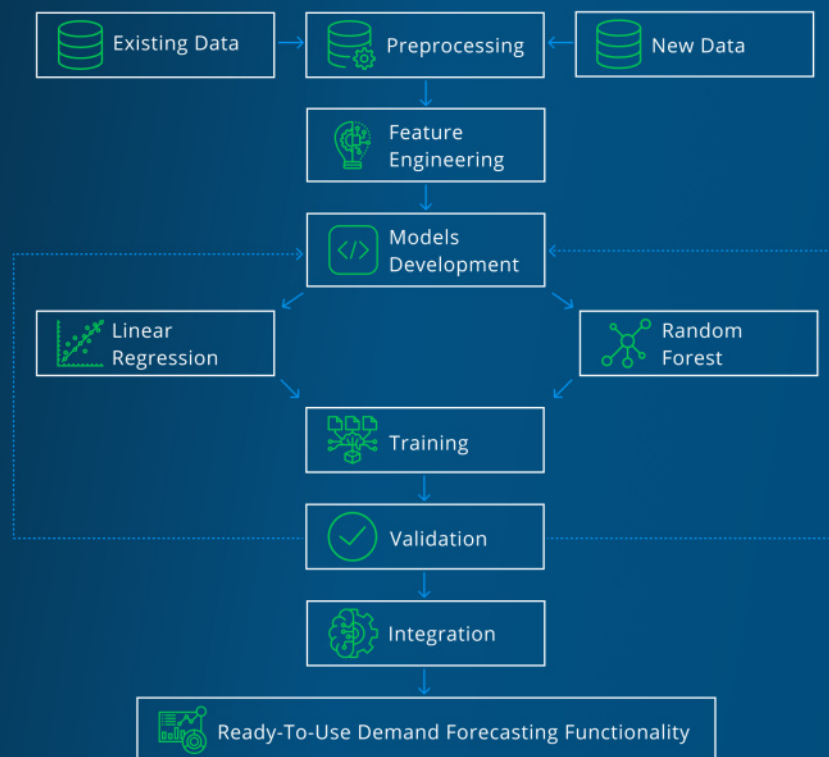 Existing Data
Preprocessing
New Data
Feature
Engineering
</>
Models
Development
Linear
Regression
Random
Forest
Training
Validation
Integration
Ready-To-Use Demand Forecasting Functionality